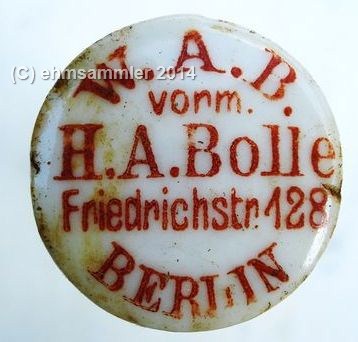 W. A. B.
(C) ehmsammler 2014
vorm.
H.A.Bolle
Friedrichstr.128
BERLIN